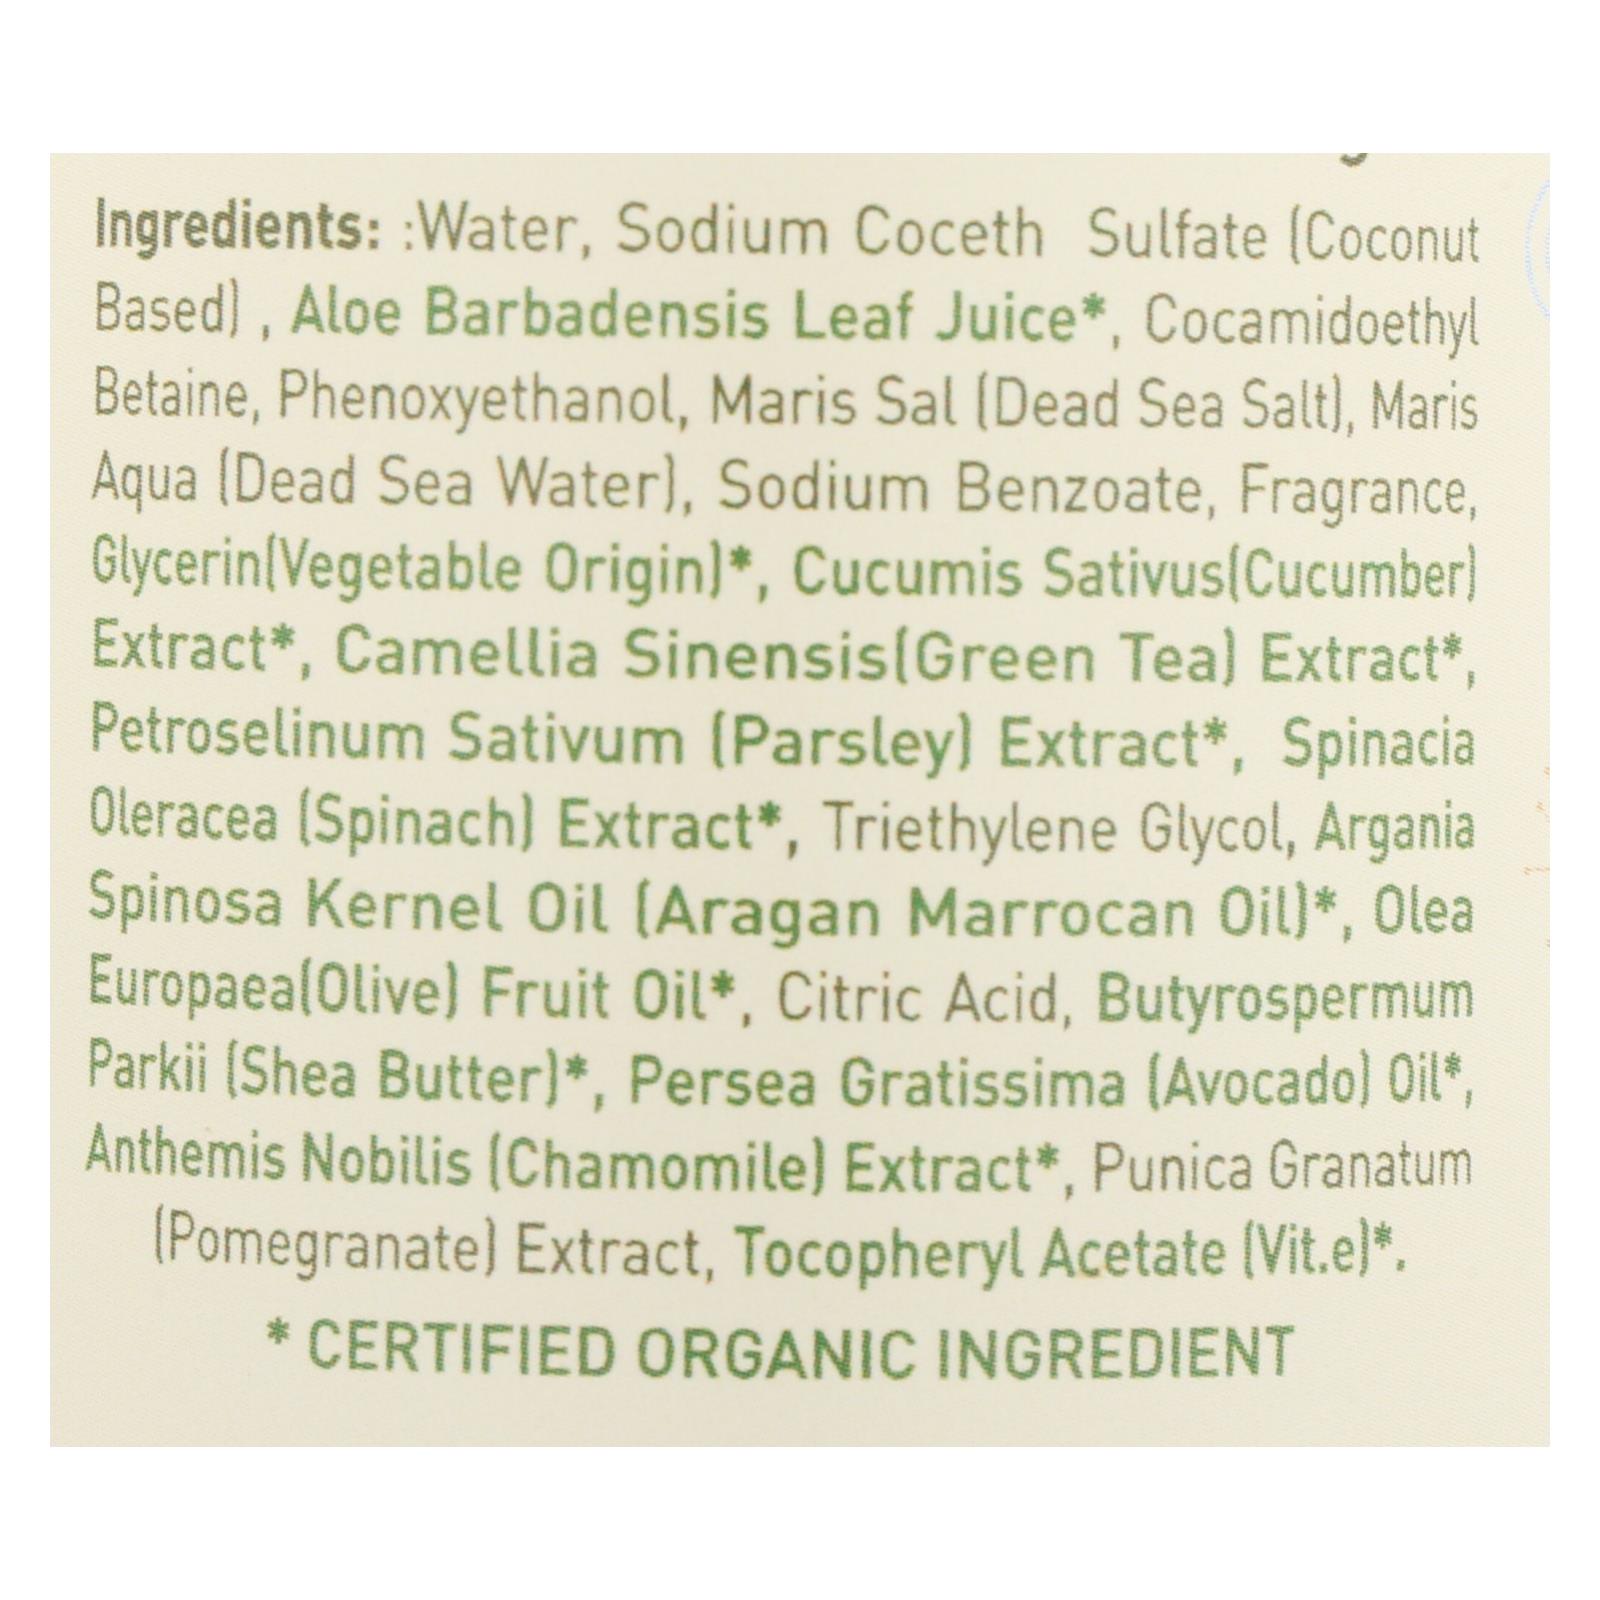 Ingredients: :Water, Sodium Coceth Sulfate (Coconut
Based) , Aloe Barbadensis Leaf Juice*, Cocamidoethyl
Betaine, Phenoxyethanol, Maris Sal (Dead Sea Salt), Maris
Aqua (Dead Sea Water), Sodium Benzoate, Fragrance,
Glycerin(Vegetable Origin)*, Cucumis Sativus(Cucumber)
Extract*, Camellia Sinensis(Green Tea) Extract*,
Petroselinum Sativum (Parsley) Extract*, Spinacia
Oleracea (Spinach) Extract*, Triethylene Glycol, Argania
Spinosa Kernel Oil (Aragan Marrocan Oil)*, Olea
Europaea(Olive) Fruit Oil*, Citric Acid, Butyrospermum
Parkii (Shea Butter)*, Persea Gratissima (Avocado) Oil*,
Anthemis Nobilis (Chamomile) Extract*, Punica Granatum
(Pomegranate) Extract, Tocopheryl Acetate (Vit.e)*.
* CERTIFIED ORGANIC INGREDIENT